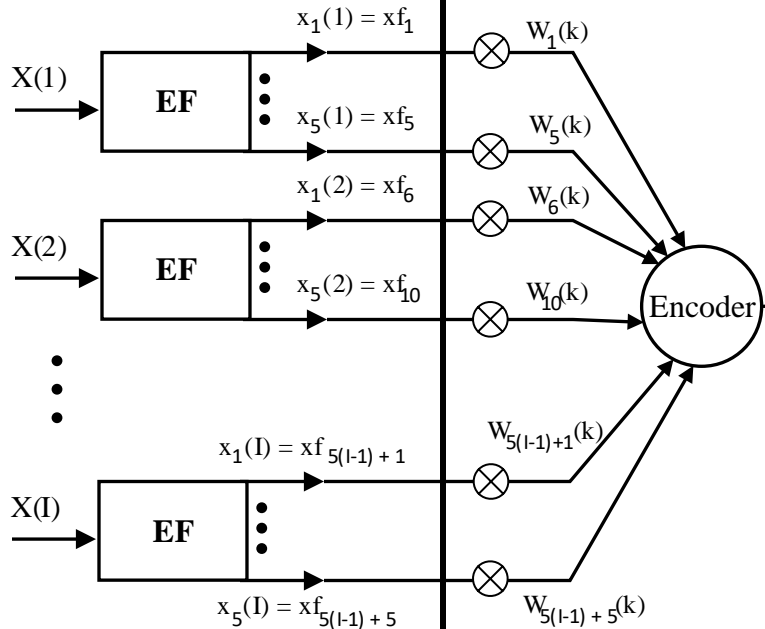 x₁(1) = xf₁
W₁(k)
X(1)
EF
x₅(1) = xf₅
W₅(k)
x₁(2) = xf₆
W₆(k)
X(2)
EF
x₅(2) = xf₁₀
W₁₀(k)
Encoder
x₁(I) = xf₅₍I₋₁₎ ₊ ₁
W₅₍I₋₁₎₊₁(k)
X(I)
EF
x₅(I) = xf₅₍I₋₁₎ ₊ ₅
W₅₍I₋₁₎ ₊ ₅(k)